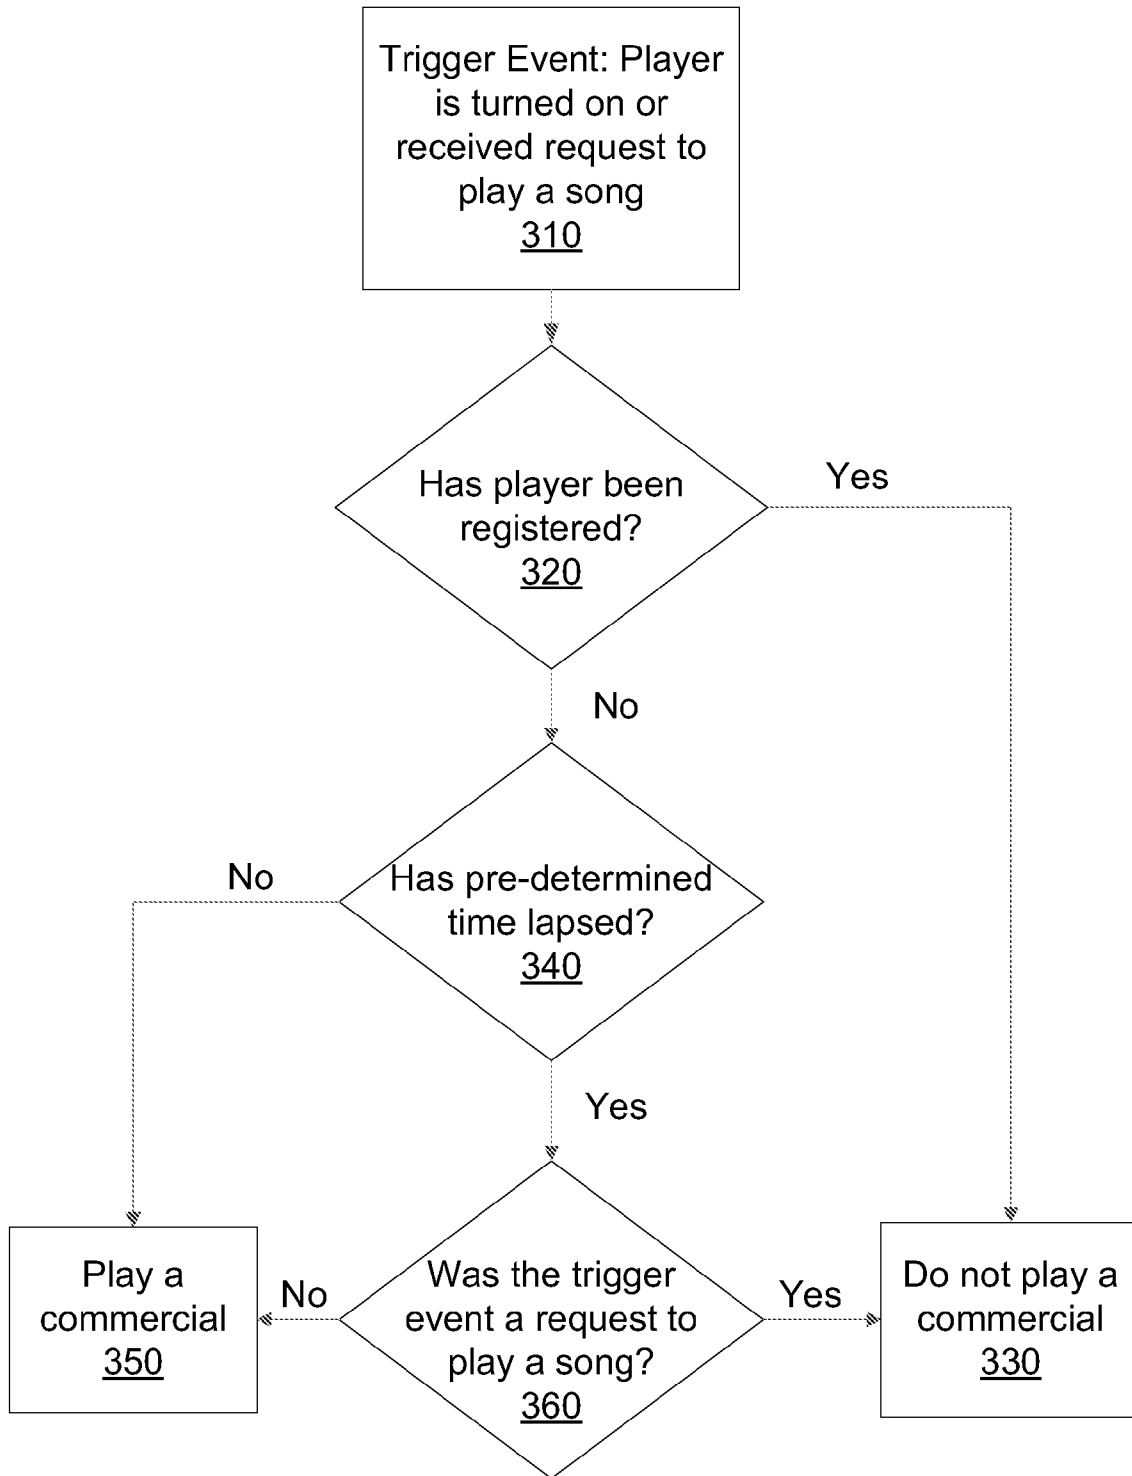 Trigger Event: Player
is turned on or
received request to
play a song
310
Has player been
registered?
320
Yes
No
Has pre-determined
time lapsed?
340
No
Yes
Play a
commercial
350
No
Was the trigger
event a request to
play a song?
360
Yes
Do not play a
commercial
330